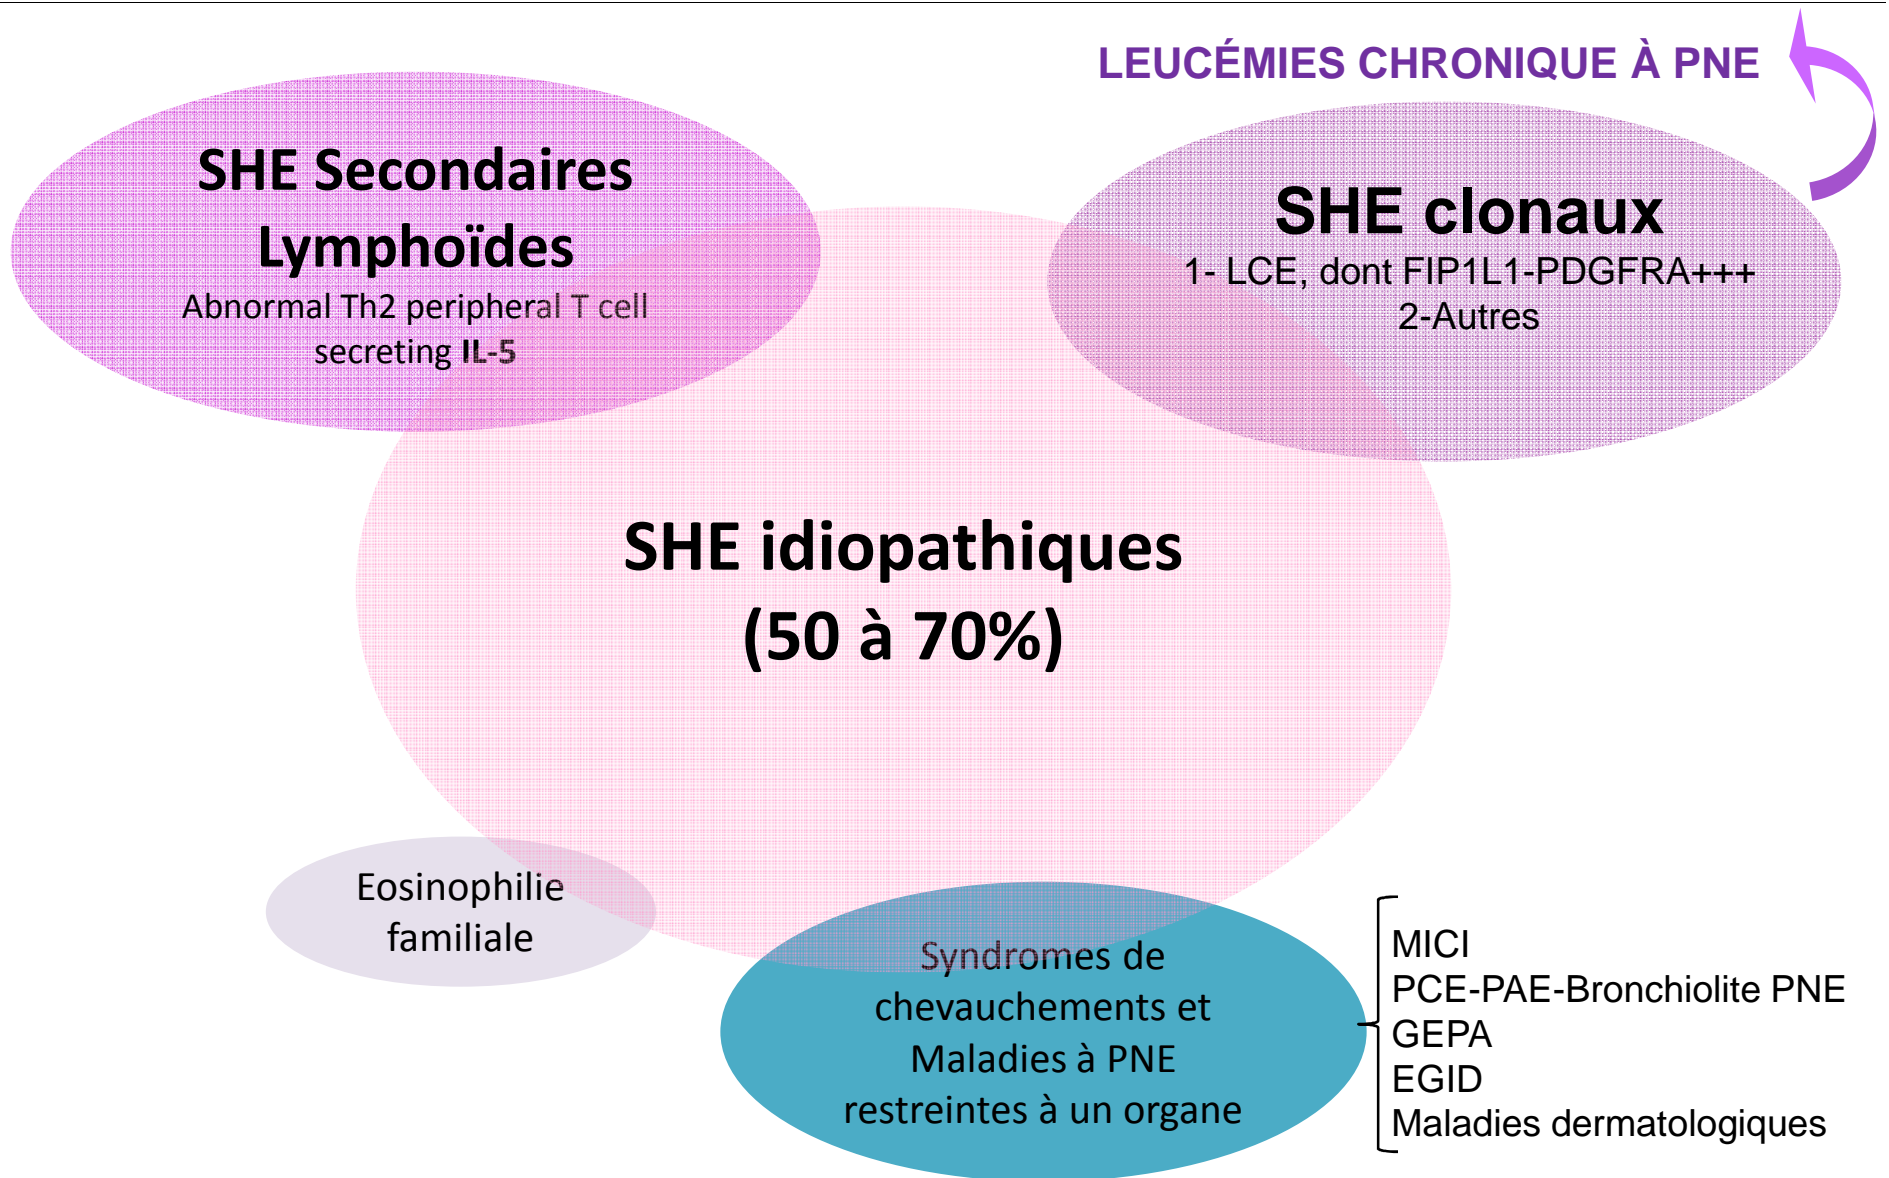 LEUCÉMIES CHRONIQUE À PNE
SHE Secondaires
Lymphoïdes
Abnormal Th2 peripheral T cell
secreting IL-5
SHE clonaux
1- LCE, dont FIP1L1-PDGFRA+++
2-Autres
SHE idiopathiques
(50 à 70%)
Eosinophilie
familiale
Syndromes de
chevauchements et
Maladies à PNE
restreintes à un organe
MICI
PCE-PAE-Bronchiolite PNE
GEPA
EGID
Maladies dermatologiques